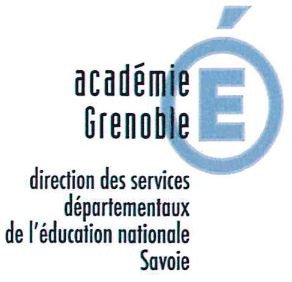 académie
Grenoble
É
direction des services
départementaux
de l'éducation nationale
Savoie